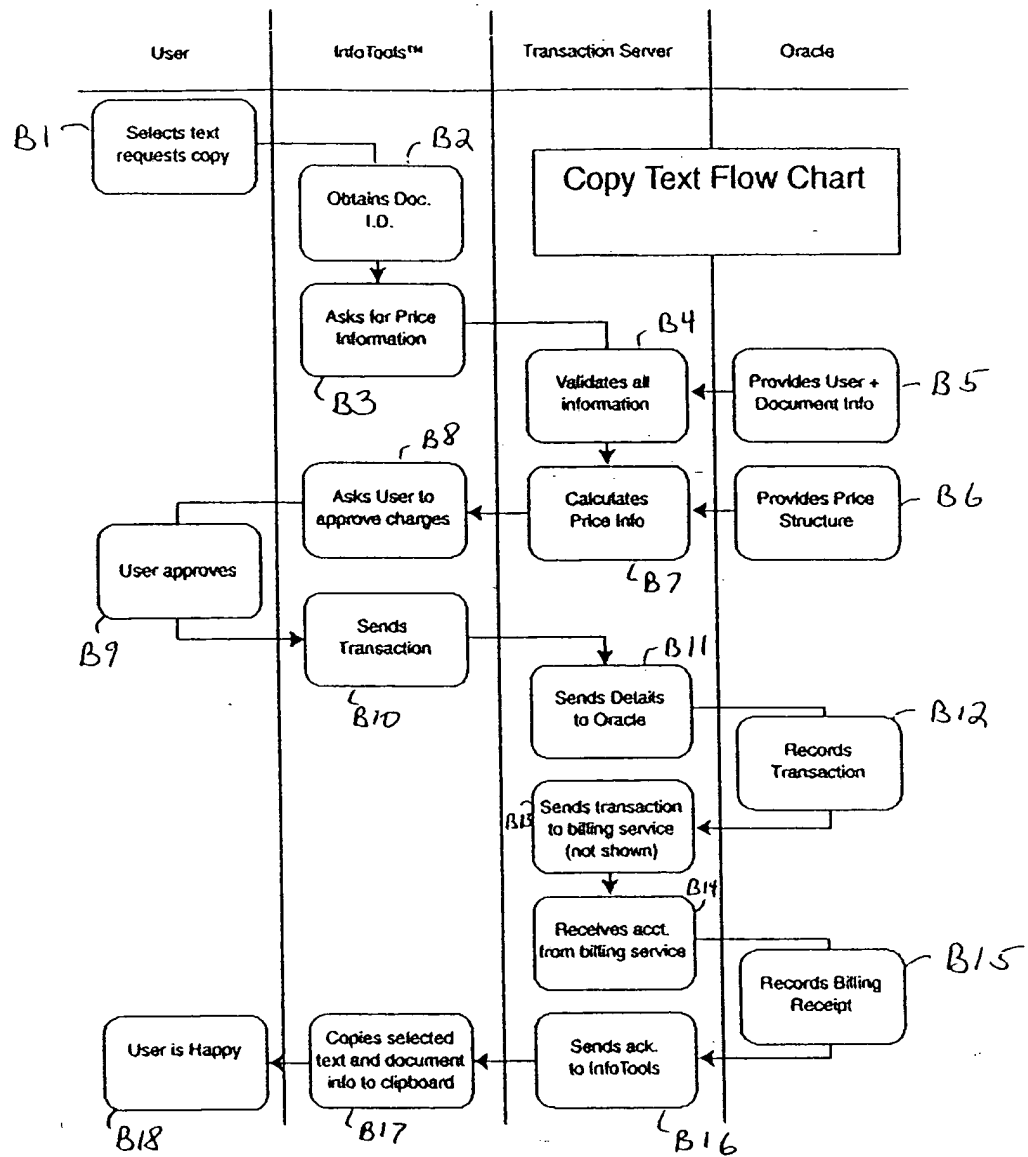 User
InfoTools™
Transaction Server
Oracle
Copy Text Flow Chart
B1
Selects text
requests copy
B2
Obtains Doc.
I.D.
Asks for Price
Information
B3
B4
Validates all
information
Provides User +
Document Info
B5
B8
Asks User to
approve charges
Calculates
Price Info
B7
Provides Price
Structure
B6
User approves
B9
Sends
Transaction
B10
B11
Sends Details
to Oracle
B12
Records
Transaction
B13
Sends transaction
to billing service
(not shown)
B14
Receives acct.
from billing service
B15
Records Billing
Receipt
User is Happy
B18
Copies selected
text and document
info to clipboard
B17
Sends ack.
to InfoTools
B16